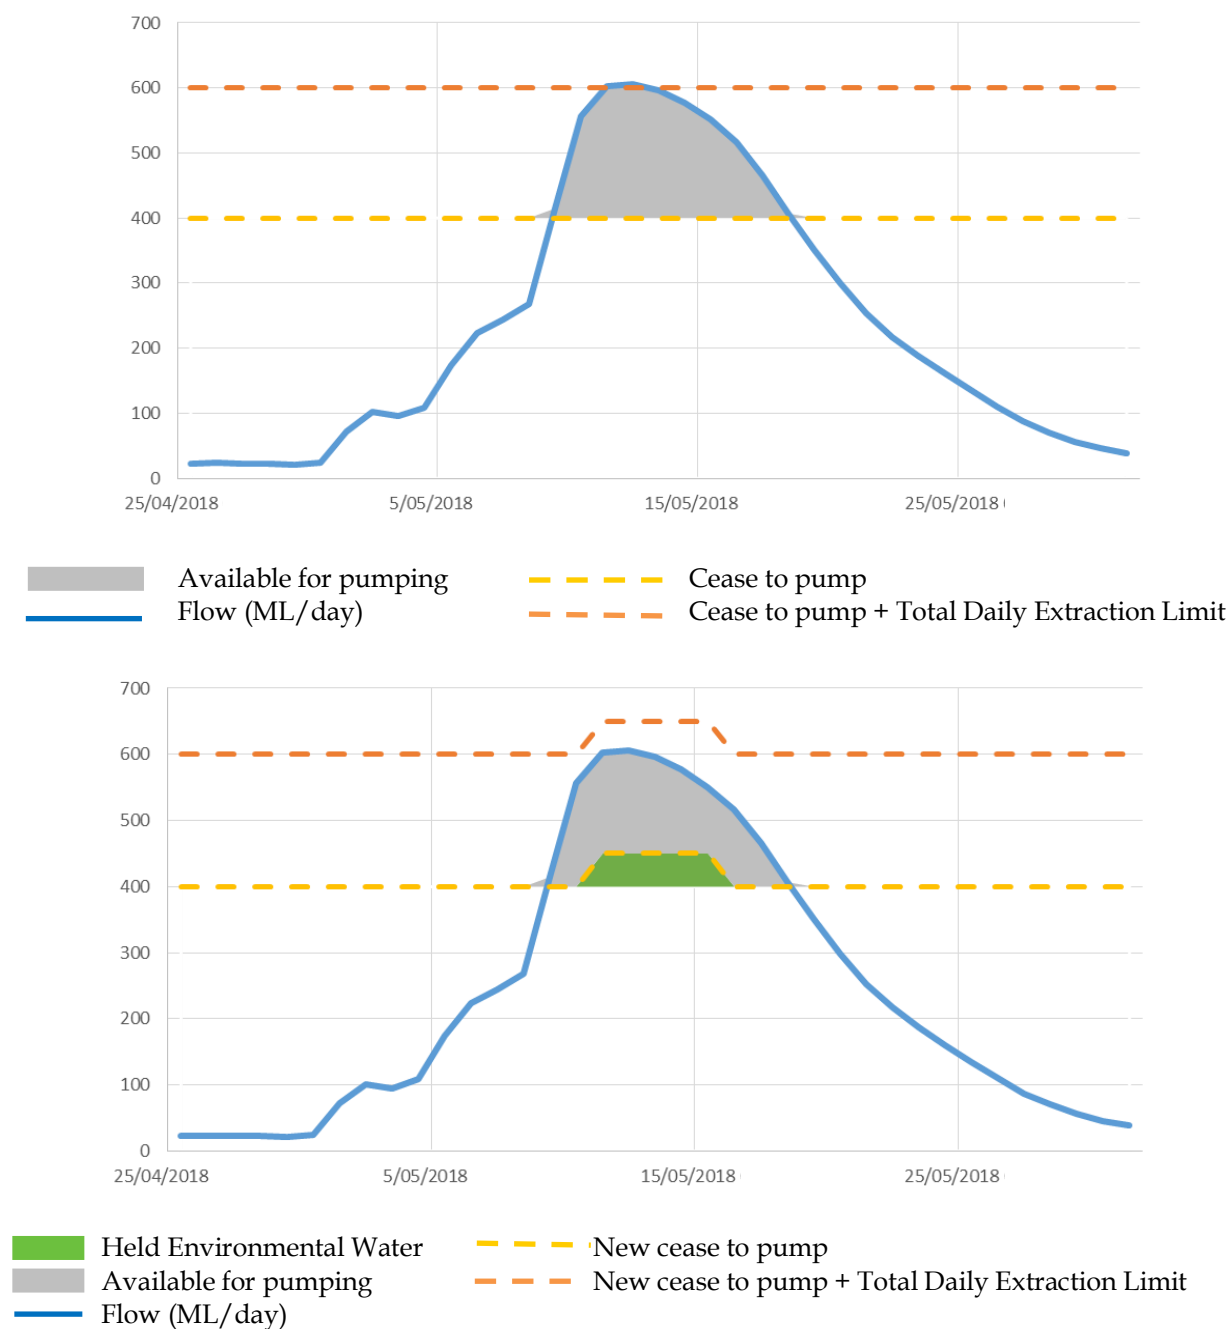 700
600
500
400
300
200
100
0
25/04/2018 5/05/2018 15/05/2018 25/05/2018
Available for pumping Cease to pump
Flow (ML/day) Cease to pump + Total Daily Extraction Limit
700
600
500
400
300
200
100
0
25/04/2018 5/05/2018 15/05/2018 25/05/2018
Held Environmental Water New cease to pump
Available for pumping New cease to pump + Total Daily Extraction Limit
Flow (ML/day)